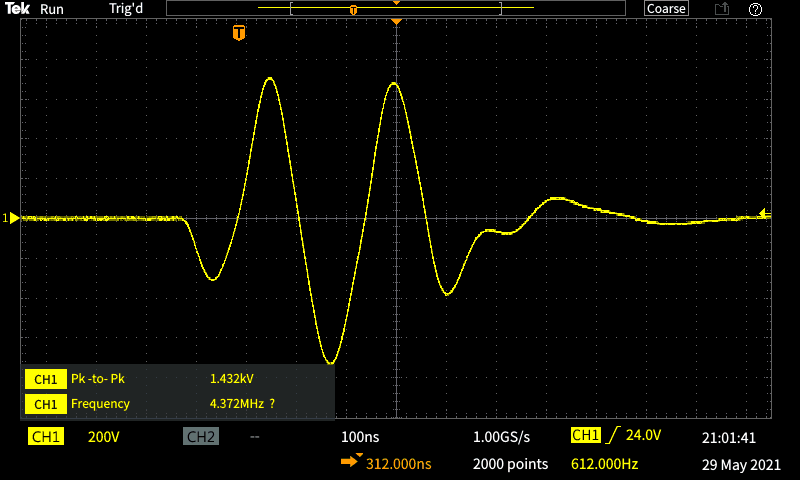 Tek Run Trig'd Coarse
T
T
1
CH1 Pk-to-Pk 1.432kV
CH1 Frequency 4.372MHz ?
CH1 200V CH2 -- 100ns 1.00GS/s CH1 24.0V 21:01:41
312.000ns 2000 points 612.000Hz 29 May 2021